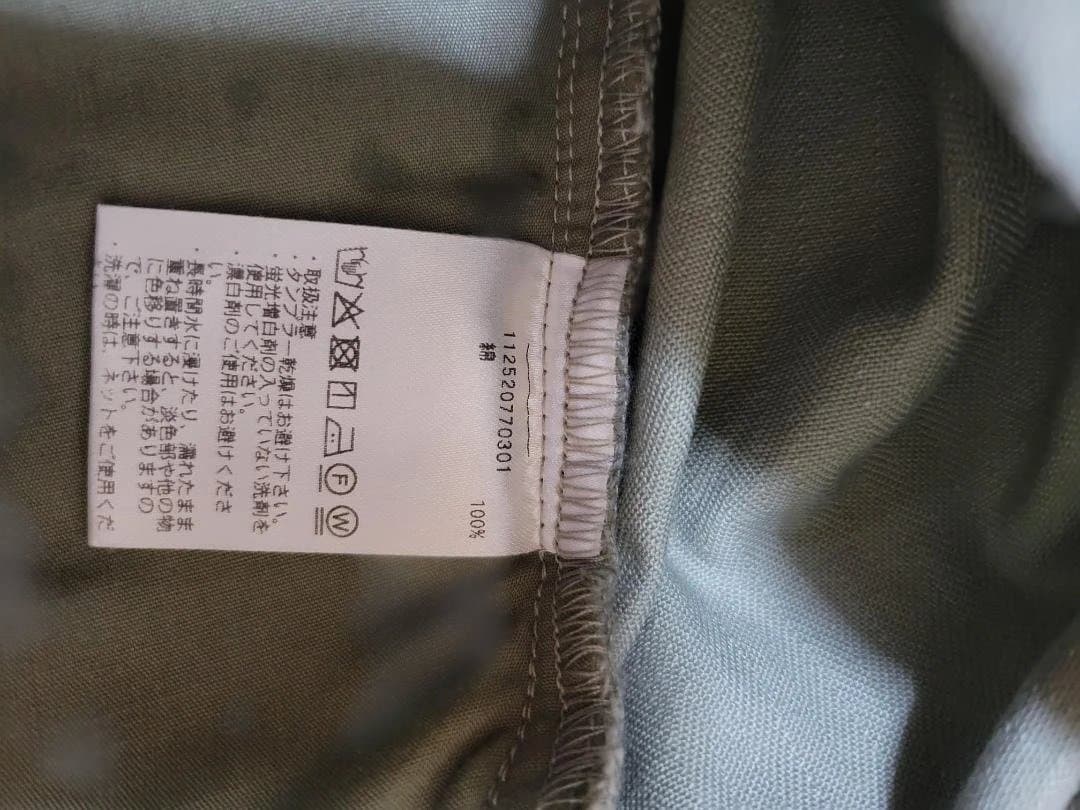 112520770301
綿 100%
Ⓕ Ⓦ
取扱注意
・タンブラー乾燥はお避け下さい。
・蛍光増白剤の入っていない洗剤を
使用してください。
・漂白剤のご使用はお避けくださ
い。
・長時間水に浸けたり、濡れたまま
重ね置きすると、淡色部や他の物
に色移りする場合がありますの
で、ご注意下さい。
・洗濯の時は、ネットをご使用くだ